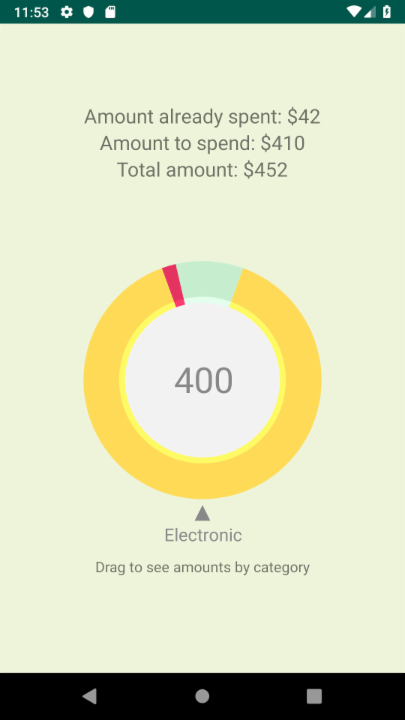 11:53
Amount already spent: $42
Amount to spend: $410
Total amount: $452
400
Electronic
Drag to see amounts by category